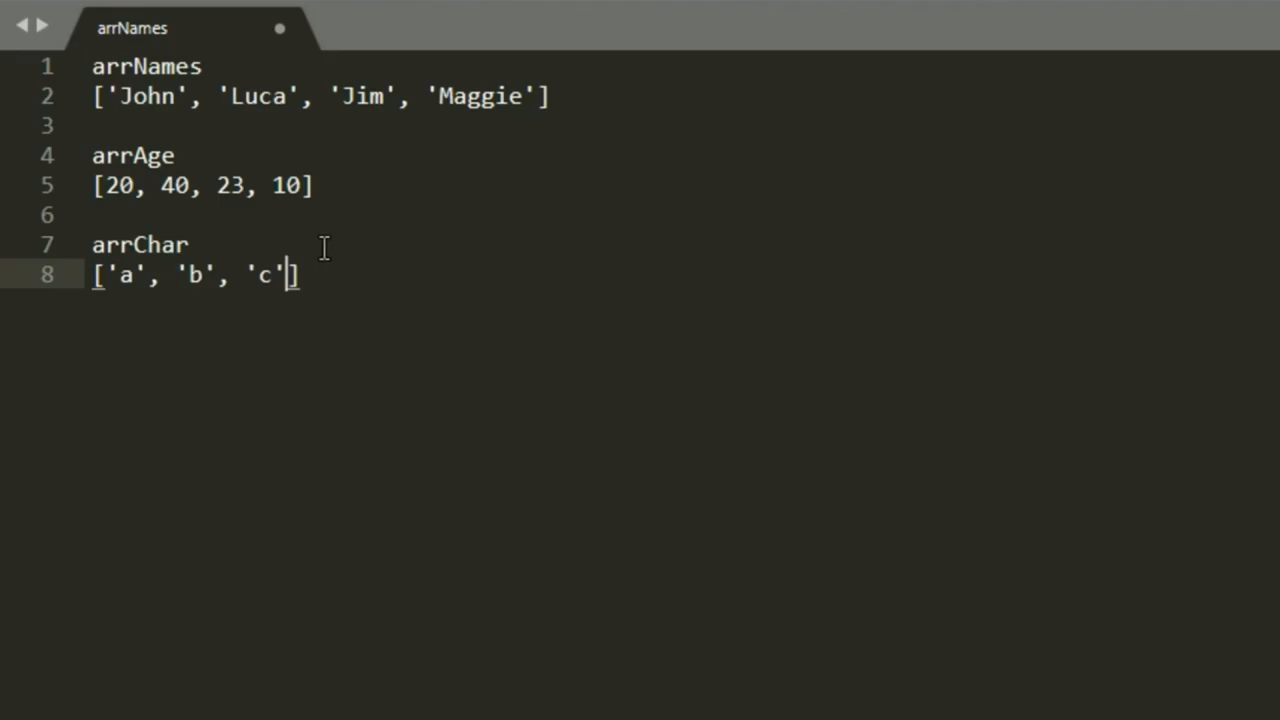 arrNames
1 arrNames
2 ['John', 'Luca', 'Jim', 'Maggie']
3
4 arrAge
5 [20, 40, 23, 10]
6
7 arrChar
8 ['a', 'b', 'c']